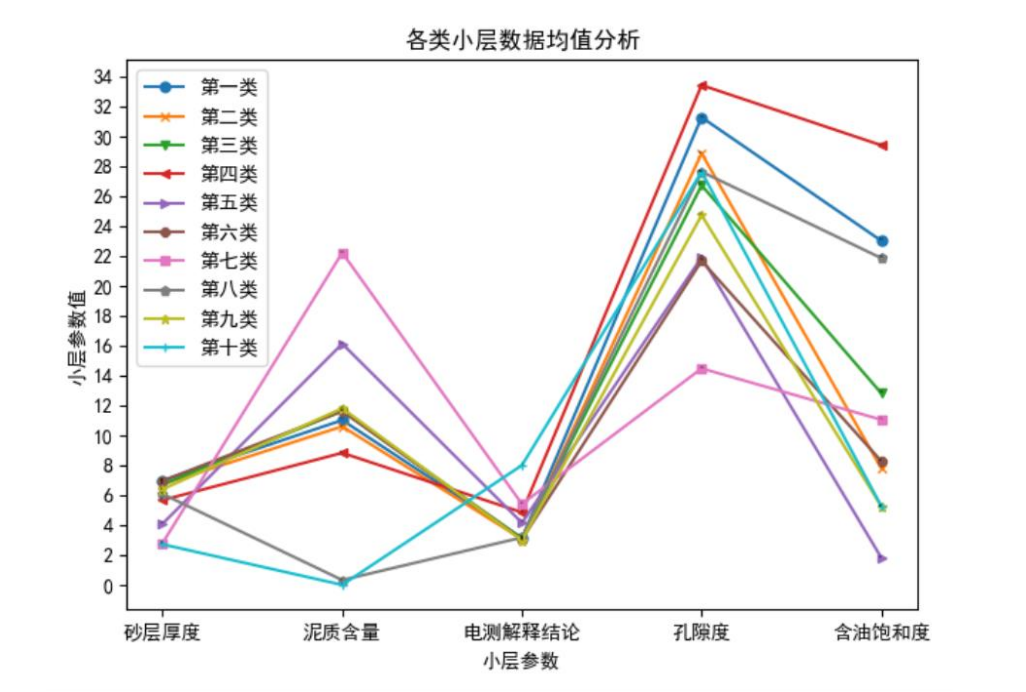 各类小层数据均值分析
34
32
30
28
26
24
22
20
18
16
14
12
10
8
6
4
2
0
小层参数值
第一类
第二类
第三类
第四类
第五类
第六类
第七类
第八类
第九类
第十类
砂层厚度 泥质含量 电测解释结论 孔隙度 含油饱和度
小层参数